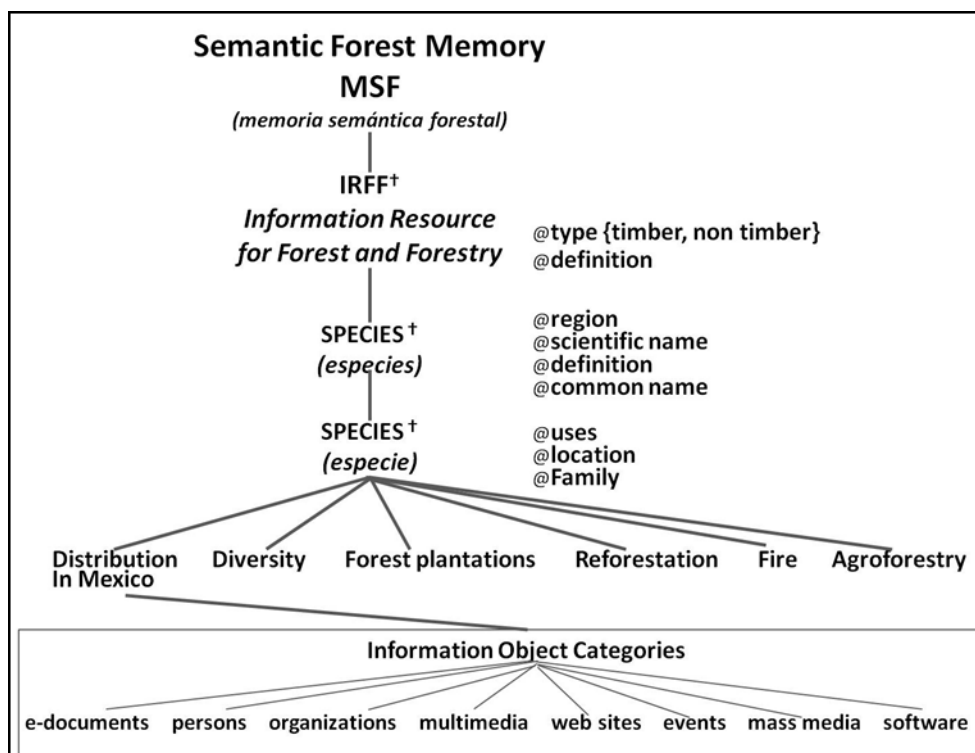 Semantic Forest Memory
MSF
(memoria semántica forestal)
IRFF†
Information Resource
for Forest and Forestry
@type {timber, non timber}
@definition
SPECIES†
(especies)
@region
@scientific name
@definition
@common name
SPECIES†
(especie)
@uses
@location
@Family
Distribution
In Mexico
Diversity
Forest plantations
Reforestation
Fire
Agroforestry
Information Object Categories
e-documents persons organizations multimedia web sites events mass media software